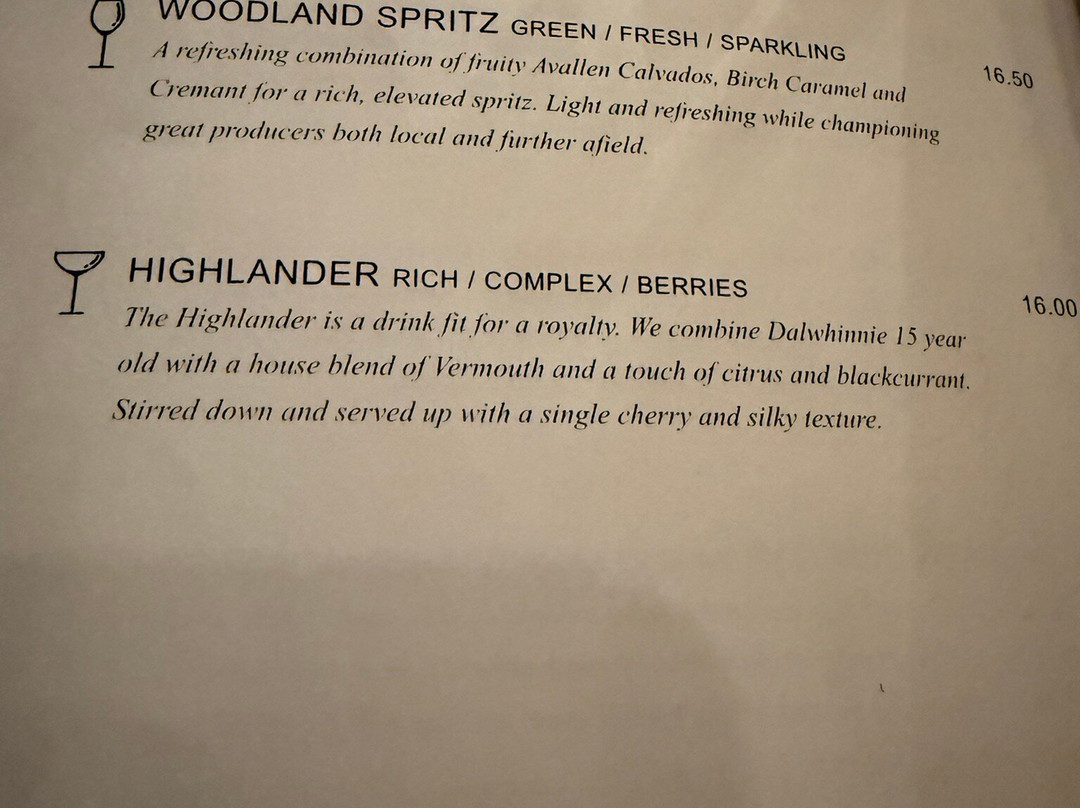 WOODLAND SPRITZ GREEN / FRESH / SPARKLING
A refreshing combination of fruity Avallen Calvados, Birch Caramel and 16.50
Cremant for a rich, elevated spritz. Light and refreshing while championing
great producers both local and further afield.
HIGHLANDER RICH / COMPLEX / BERRIES 16.00
The Highlander is a drink fit for a royalty. We combine Dalwhinnie 15 year
old with a house blend of Vermouth and a touch of citrus and blackcurrant.
Stirred down and served up with a single cherry and silky texture.